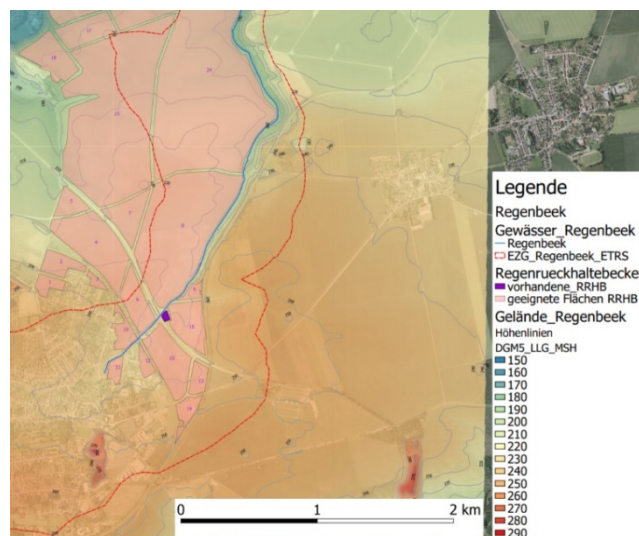 Legende
Regenbeek
Gewässer_Regenbeek
Regenbeek
EZG_Regenbeek_ETRS
Regenrueckhaltebecke
vorhandene_RRHB
geeignete Flächen RRHB
Gelände_Regenbeek
Höhenlinien
DGM5_LLG_MSH
150
160
170
180
190
200
210
220
230
240
250
260
270
280
290
0 1 2 km